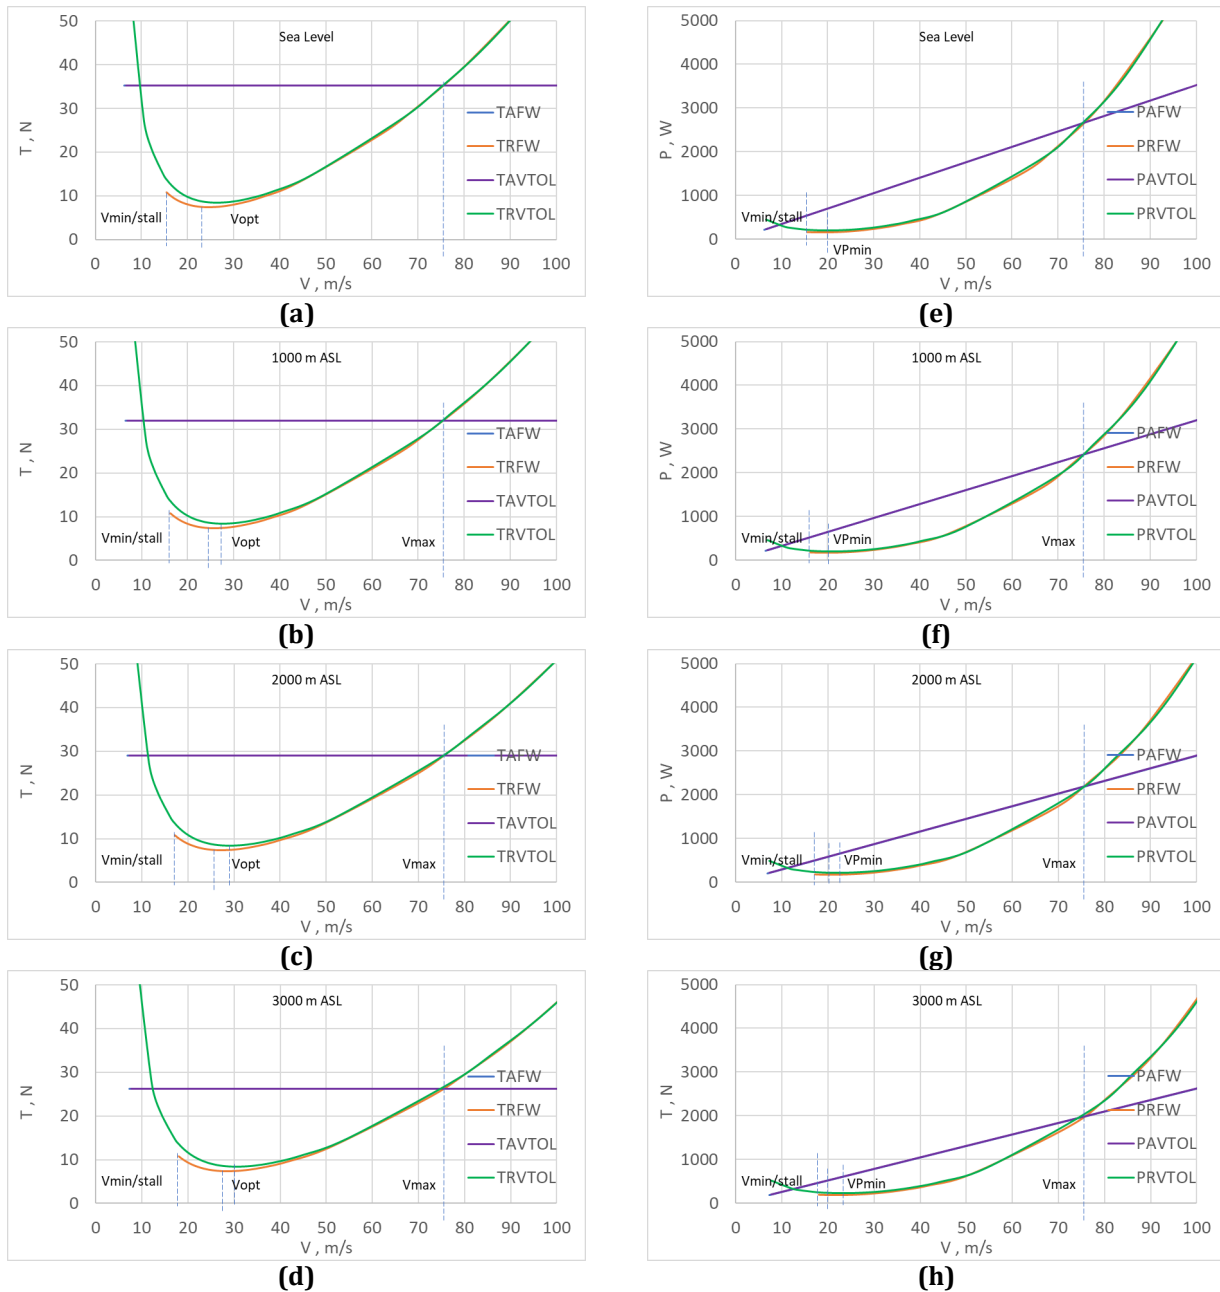 Sea Level
50
40
30
20
10
0
T , N
TAFW
TRFW
TAVTOL
TRVTOL
Vmin/stall
Vopt
0 10 20 30 40 50 60 70 80 90 100
V , m/s
(a)
Sea Level
5000
4000
3000
2000
1000
0
P , W
PAFW
PRFW
PAVTOL
PRVTOL
Vmin/stall
VPmin
0 10 20 30 40 50 60 70 80 90 100
V , m/s
(e)
1000 m ASL
50
40
30
20
10
0
T , N
TAFW
TRFW
TAVTOL
TRVTOL
Vmin/stall
Vopt
Vmax
0 10 20 30 40 50 60 70 80 90 100
V , m/s
(b)
1000 m ASL
5000
4000
3000
2000
1000
0
P , W
PAFW
PRFW
PAVTOL
PRVTOL
Vmin/stall
VPmin
Vmax
0 10 20 30 40 50 60 70 80 90 100
V , m/s
(f)
2000 m ASL
50
40
30
20
10
0
T , N
TAFW
TRFW
TAVTOL
TRVTOL
Vmin/stall
Vopt
Vmax
0 10 20 30 40 50 60 70 80 90 100
V , m/s
(c)
2000 m ASL
5000
4000
3000
2000
1000
0
P , W
PAFW
PRFW
PAVTOL
PRVTOL
Vmin/stall
VPmin
Vmax
0 10 20 30 40 50 60 70 80 90 100
V , m/s
(g)
3000 m ASL
50
40
30
20
10
0
T , N
TAFW
TRFW
TAVTOL
TRVTOL
Vmin/stall
Vopt
Vmax
0 10 20 30 40 50 60 70 80 90 100
V , m/s
(d)
3000 m ASL
5000
4000
3000
2000
1000
0
T , N
PAFW
PRFW
PAVTOL
PRVTOL
Vmin/stall
VPmin
Vmax
0 10 20 30 40 50 60 70 80 90 100
V , m/s
(h)